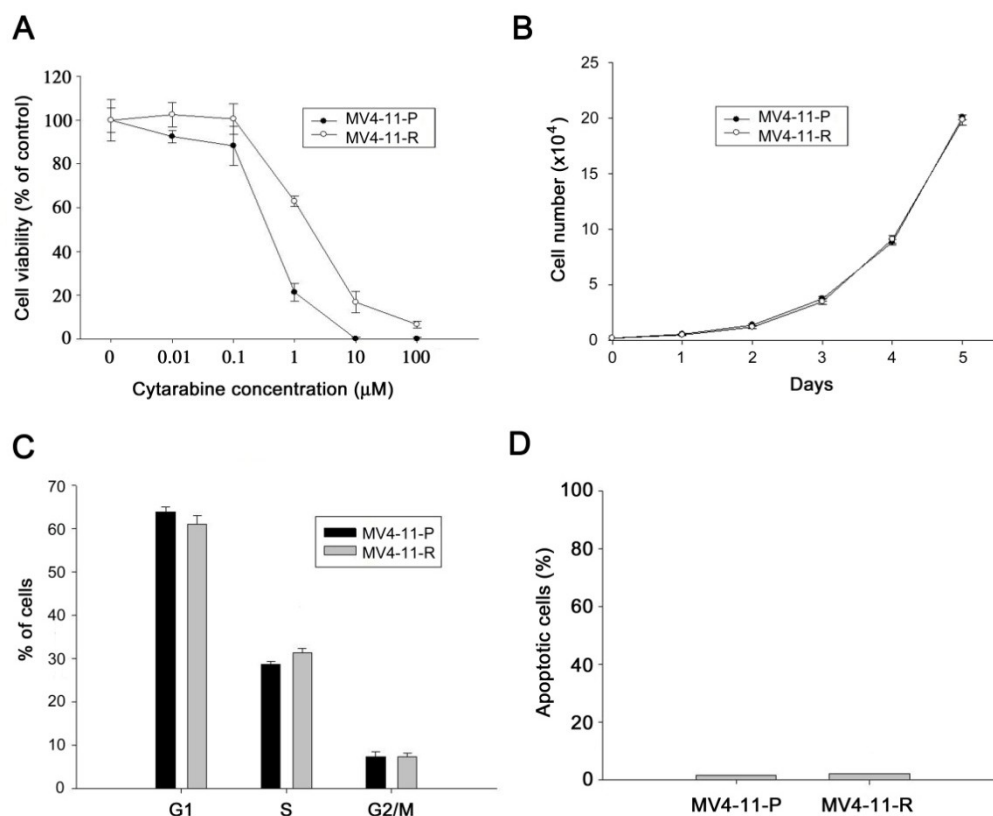 A
Cell viability (% of control)
120
100
80
60
40
20
0
MV4-11-P
MV4-11-R
0 0.01 0.1 1 10 100
Cytarabine concentration (μM)
B
Cell number (x10⁴)
25
20
15
10
5
0
MV4-11-P
MV4-11-R
0 1 2 3 4 5
Days
C
% of cells
70
60
50
40
30
20
10
0
MV4-11-P
MV4-11-R
G1 S G2/M
D
Apoptotic cells (%)
100
80
60
40
20
0
MV4-11-P MV4-11-R